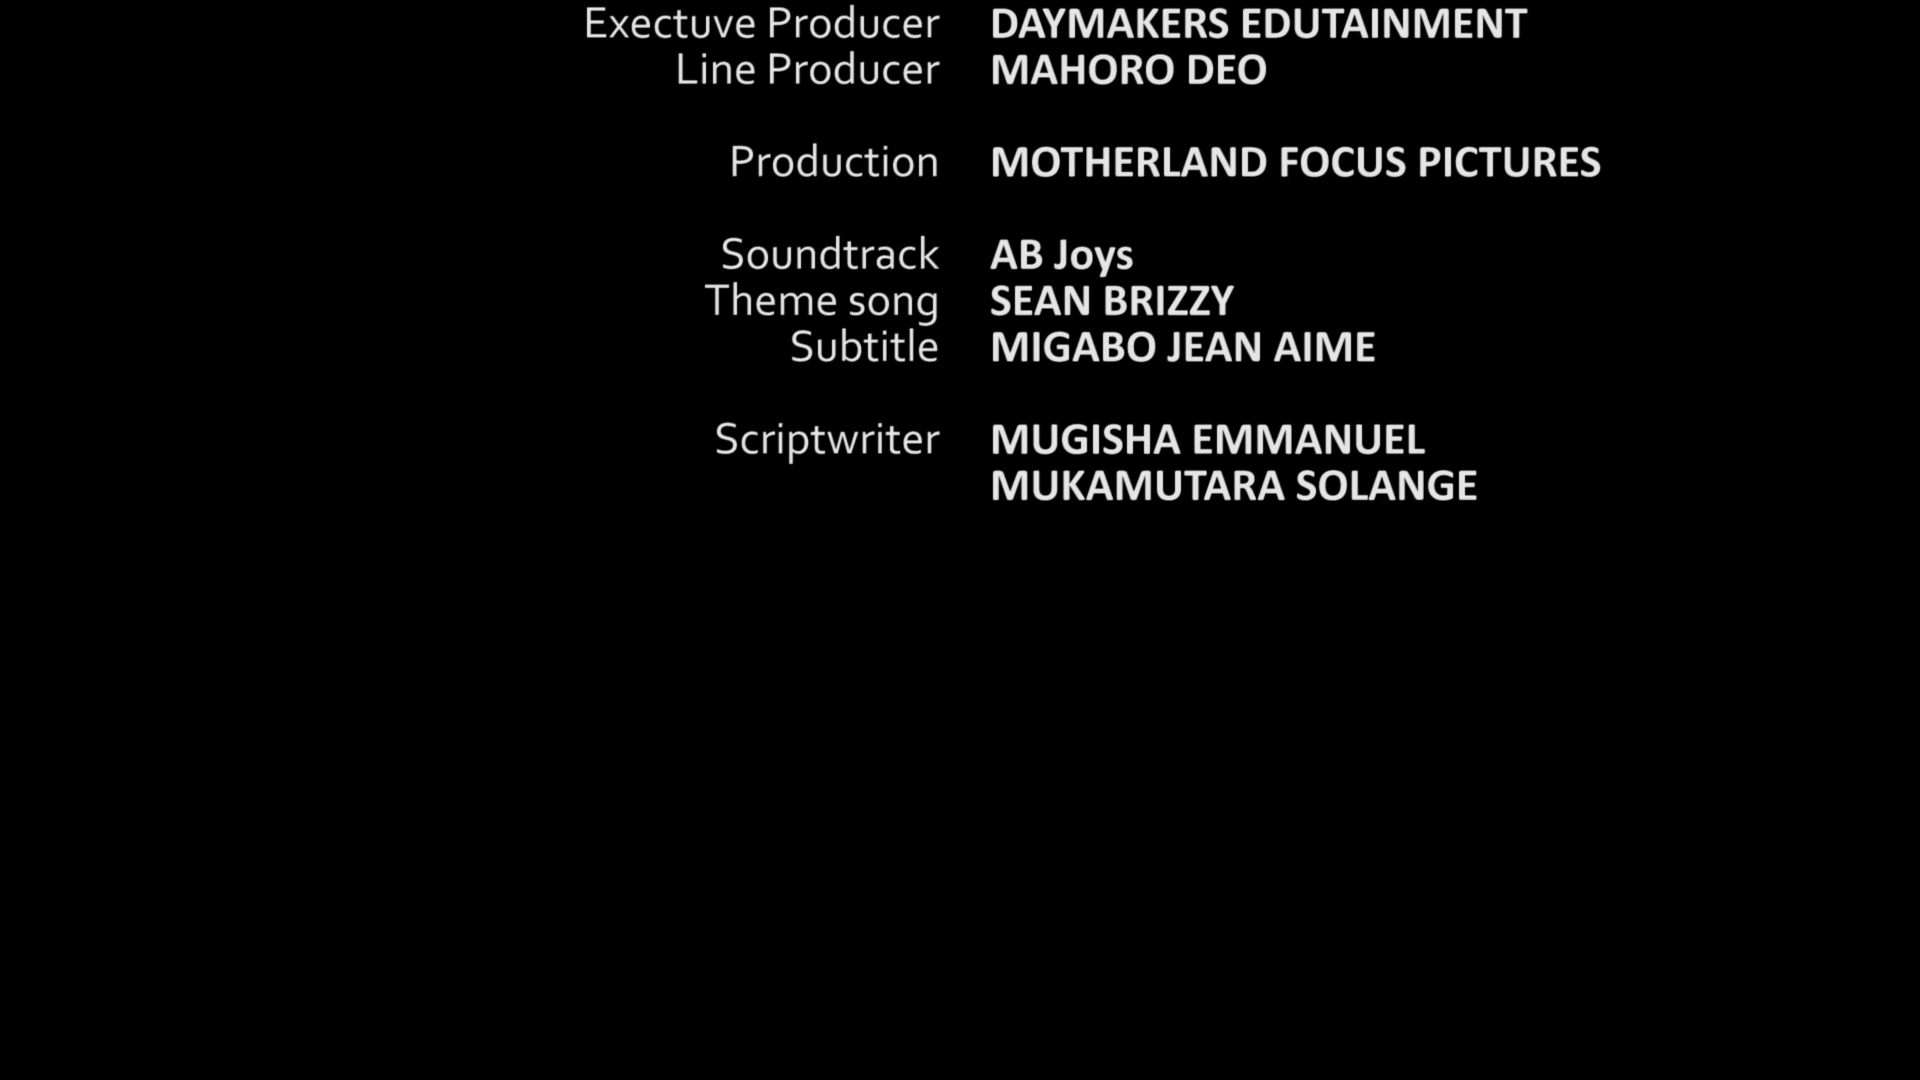 Exectuve Producer DAYMAKERS EDUTAINMENT
Line Producer MAHORO DEO
Production MOTHERLAND FOCUS PICTURES
Soundtrack AB Joys
Theme song SEAN BRIZZY
Subtitle MIGABO JEAN AIME
Scriptwriter MUGISHA EMMANUEL
MUKAMUTARA SOLANGE